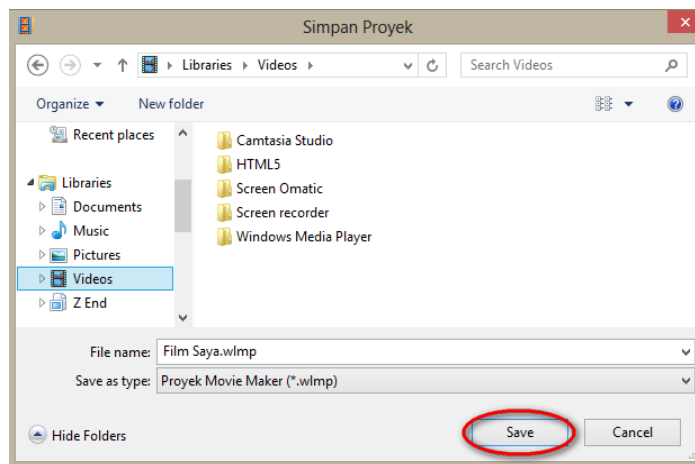 Simpan Proyek
Libraries Videos
Search Videos
Organize New folder
Recent places
Libraries
Documents
Music
Pictures
Videos
Z End
Camtasia Studio
HTML5
Screen Omatic
Screen recorder
Windows Media Player
File name: Film Saya.wlmp
Save as type: Proyek Movie Maker (*.wlmp)
Hide Folders Save Cancel